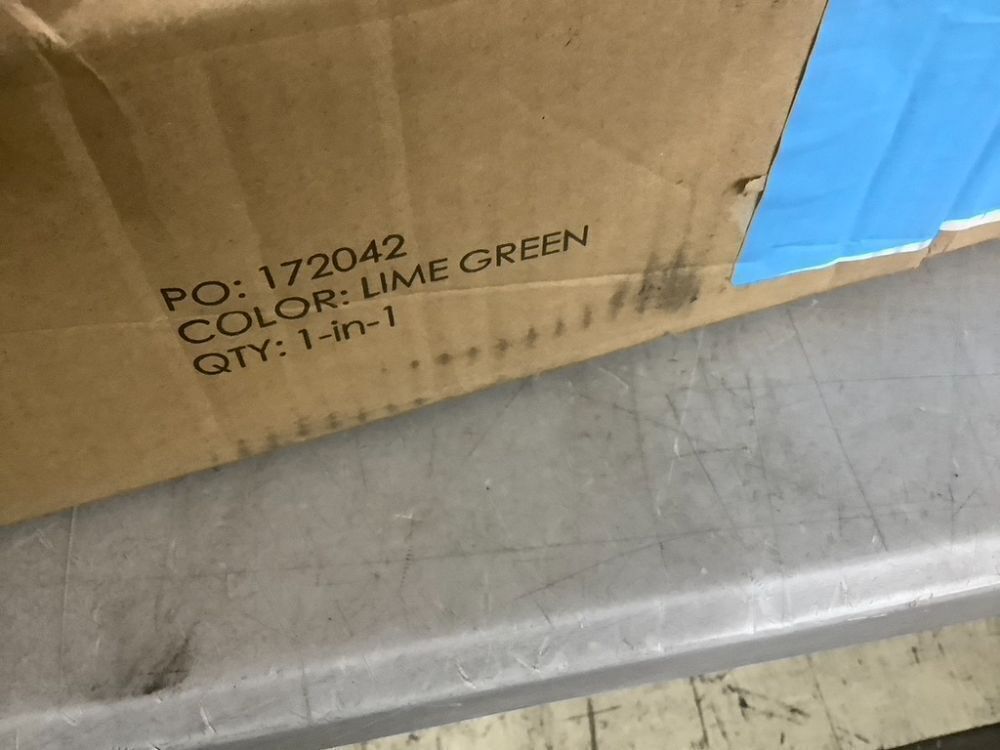 PO: 172042
COLOR: LIME GREEN
QTY: 1-in-1